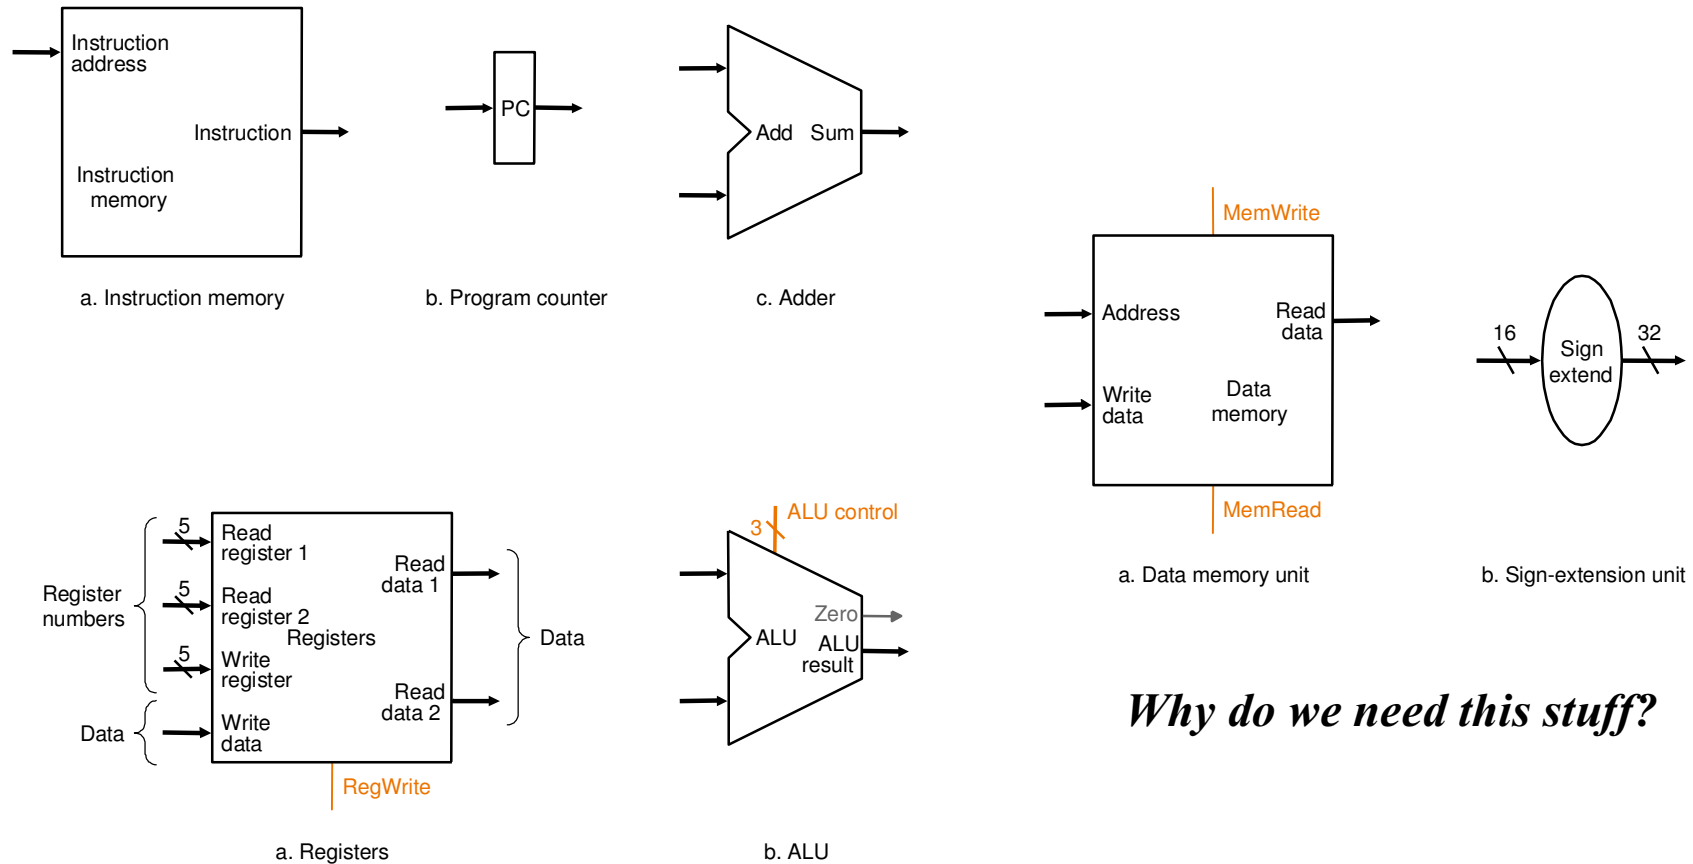 Instruction
address
Instruction
Instruction
memory
a. Instruction memory
PC
b. Program counter
Add
Sum
c. Adder
MemWrite
Address
Read
data
Write
data
Data
memory
MemRead
a. Data memory unit
16
32
Sign
extend
b. Sign-extension unit
Register
numbers
Data
5
5
5
Read
register 1
Read
register 2
Registers
Write
register
Write
data
Read
data 1
Read
data 2
Data
RegWrite
a. Registers
3
ALU control
Zero
ALU
ALU
result
b. ALU
Why do we need this stuff?